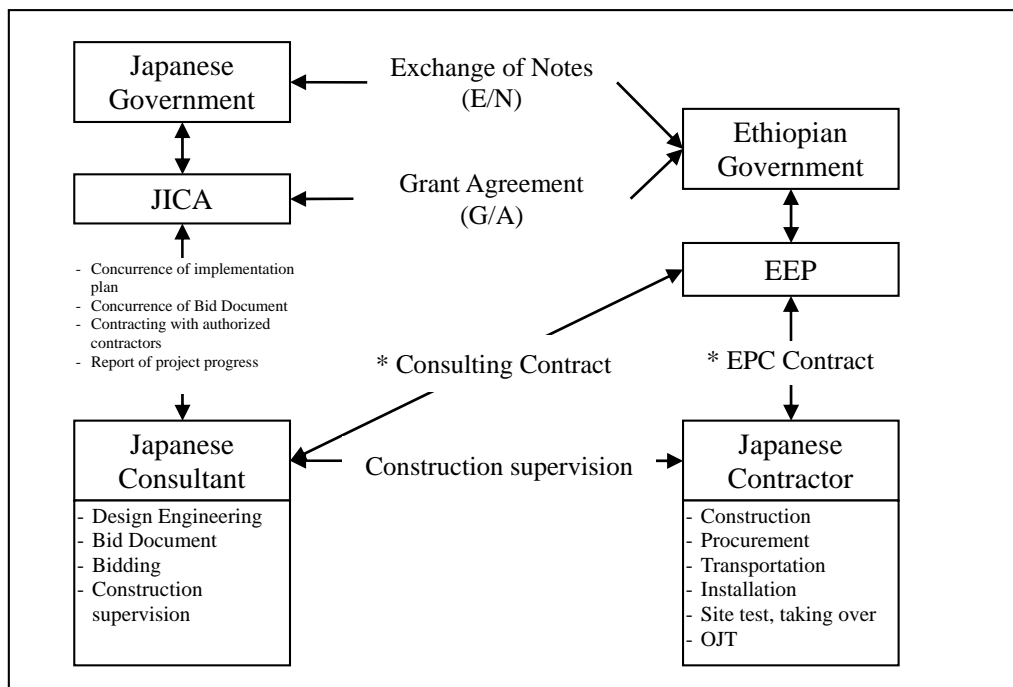 Japanese
Government
Exchange of Notes
(E/N)
Ethiopian
Government
JICA
Grant Agreement
(G/A)
EEP
- Concurrence of implementation
plan
- Concurrence of Bid Document
- Contracting with authorized
contractors
- Report of project progress
* Consulting Contract
* EPC Contract
Japanese
Consultant
Construction supervision
Japanese
Contractor
- Design Engineering
- Bid Document
- Bidding
- Construction
supervision
- Construction
- Procurement
- Transportation
- Installation
- Site test, taking over
- OJT